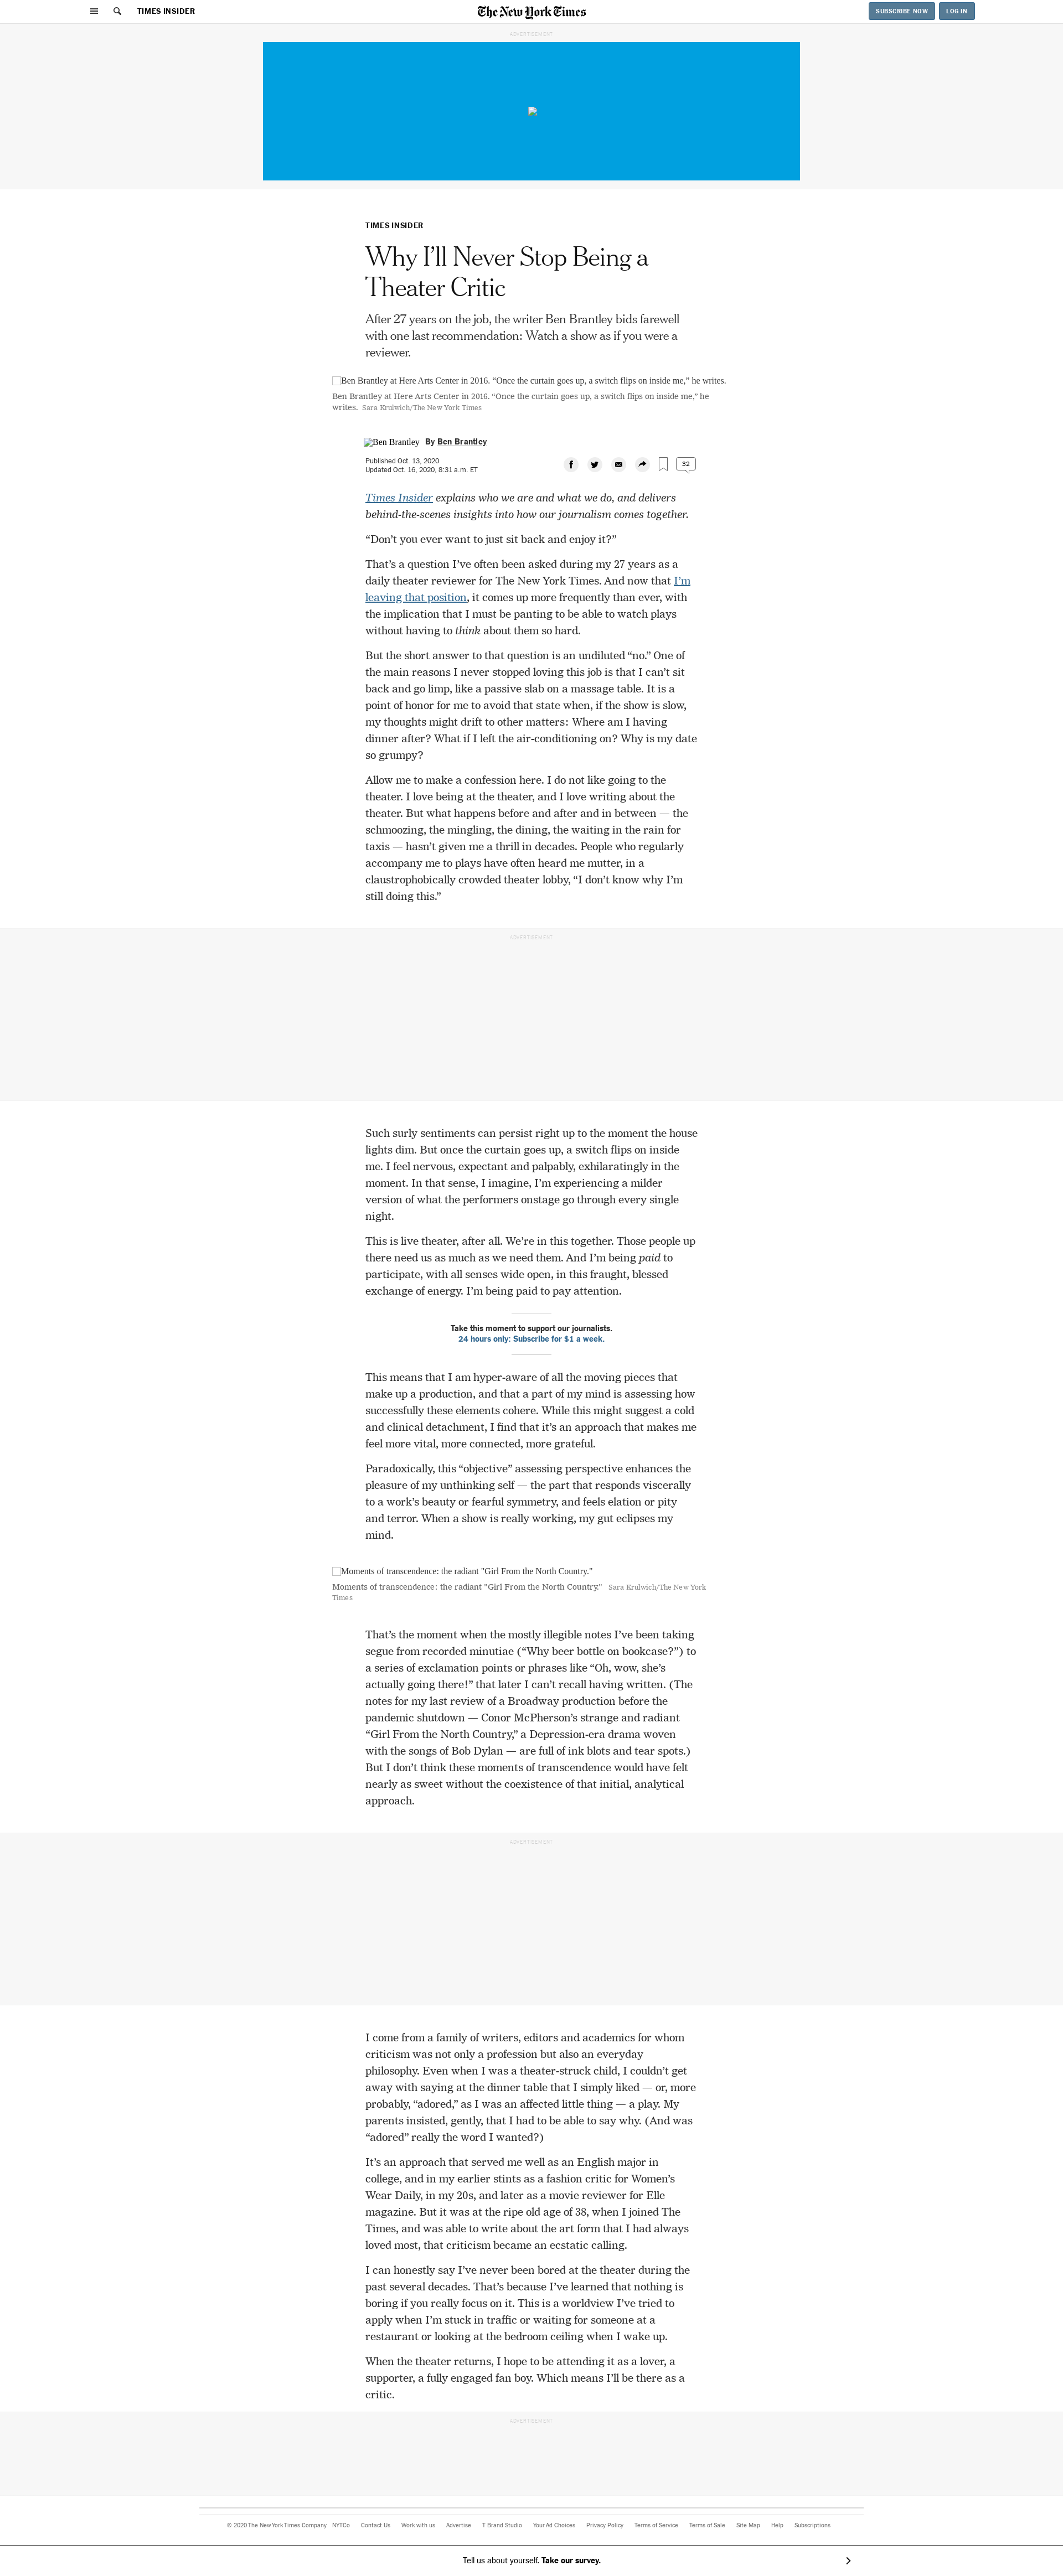 TIMES INSIDER
The New York Times
SUBSCRIBE NOW
LOG IN
ADVERTISEMENT
TIMES INSIDER
Why I’ll Never Stop Being a
Theater Critic
After 27 years on the job, the writer Ben Brantley bids farewell
with one last recommendation: Watch a show as if you were a
reviewer.
Ben Brantley at Here Arts Center in 2016. “Once the curtain goes up, a switch flips on inside me,” he writes.
Ben Brantley at Here Arts Center in 2016. “Once the curtain goes up, a switch flips on inside me,” he
writes. Sara Krulwich/The New York Times
Ben Brantley By Ben Brantley
Published Oct. 13, 2020
Updated Oct. 16, 2020, 8:31 a.m. ET
32
Times Insider explains who we are and what we do, and delivers
behind-the-scenes insights into how our journalism comes together.
“Don’t you ever want to just sit back and enjoy it?”
That’s a question I’ve often been asked during my 27 years as a
daily theater reviewer for The New York Times. And now that I’m
leaving that position, it comes up more frequently than ever, with
the implication that I must be panting to be able to watch plays
without having to think about them so hard.
But the short answer to that question is an undiluted “no.” One of
the main reasons I never stopped loving this job is that I can’t sit
back and go limp, like a passive slab on a massage table. It is a
point of honor for me to avoid that state when, if the show is slow,
my thoughts might drift to other matters: Where am I having
dinner after? What if I left the air-conditioning on? Why is my date
so grumpy?
Allow me to make a confession here. I do not like going to the
theater. I love being at the theater, and I love writing about the
theater. But what happens before and after and in between — the
schmoozing, the mingling, the dining, the waiting in the rain for
taxis — hasn’t given me a thrill in decades. People who regularly
accompany me to plays have often heard me mutter, in a
claustrophobically crowded theater lobby, “I don’t know why I’m
still doing this.”
ADVERTISEMENT
Such surly sentiments can persist right up to the moment the house
lights dim. But once the curtain goes up, a switch flips on inside
me. I feel nervous, expectant and palpably, exhilaratingly in the
moment. In that sense, I imagine, I’m experiencing a milder
version of what the performers onstage go through every single
night.
This is live theater, after all. We’re in this together. Those people up
there need us as much as we need them. And I’m being paid to
participate, with all senses wide open, in this fraught, blessed
exchange of energy. I’m being paid to pay attention.
Take this moment to support our journalists.
24 hours only: Subscribe for $1 a week.
This means that I am hyper-aware of all the moving pieces that
make up a production, and that a part of my mind is assessing how
successfully these elements cohere. While this might suggest a cold
and clinical detachment, I find that it’s an approach that makes me
feel more vital, more connected, more grateful.
Paradoxically, this “objective” assessing perspective enhances the
pleasure of my unthinking self — the part that responds viscerally
to a work’s beauty or fearful symmetry, and feels elation or pity
and terror. When a show is really working, my gut eclipses my
mind.
Moments of transcendence: the radiant "Girl From the North Country."
Moments of transcendence: the radiant "Girl From the North Country." Sara Krulwich/The New York
Times
That’s the moment when the mostly illegible notes I’ve been taking
segue from recorded minutiae (“Why beer bottle on bookcase?”) to
a series of exclamation points or phrases like “Oh, wow, she’s
actually going there!” that later I can’t recall having written. (The
notes for my last review of a Broadway production before the
pandemic shutdown — Conor McPherson’s strange and radiant
“Girl From the North Country,” a Depression-era drama woven
with the songs of Bob Dylan — are full of ink blots and tear spots.)
But I don’t think these moments of transcendence would have felt
nearly as sweet without the coexistence of that initial, analytical
approach.
ADVERTISEMENT
I come from a family of writers, editors and academics for whom
criticism was not only a profession but also an everyday
philosophy. Even when I was a theater-struck child, I couldn’t get
away with saying at the dinner table that I simply liked — or, more
probably, “adored,” as I was an affected little thing — a play. My
parents insisted, gently, that I had to be able to say why. (And was
“adored” really the word I wanted?)
It’s an approach that served me well as an English major in
college, and in my earlier stints as a fashion critic for Women’s
Wear Daily, in my 20s, and later as a movie reviewer for Elle
magazine. But it was at the ripe old age of 38, when I joined The
Times, and was able to write about the art form that I had always
loved most, that criticism became an ecstatic calling.
I can honestly say I’ve never been bored at the theater during the
past several decades. That’s because I’ve learned that nothing is
boring if you really focus on it. This is a worldview I’ve tried to
apply when I’m stuck in traffic or waiting for someone at a
restaurant or looking at the bedroom ceiling when I wake up.
When the theater returns, I hope to be attending it as a lover, a
supporter, a fully engaged fan boy. Which means I’ll be there as a
critic.
ADVERTISEMENT
© 2020 The New York Times Company NYTCo Contact Us Work with us Advertise T Brand Studio Your Ad Choices Privacy Policy Terms of Service Terms of Sale Site Map Help Subscriptions
Tell us about yourself. Take our survey.